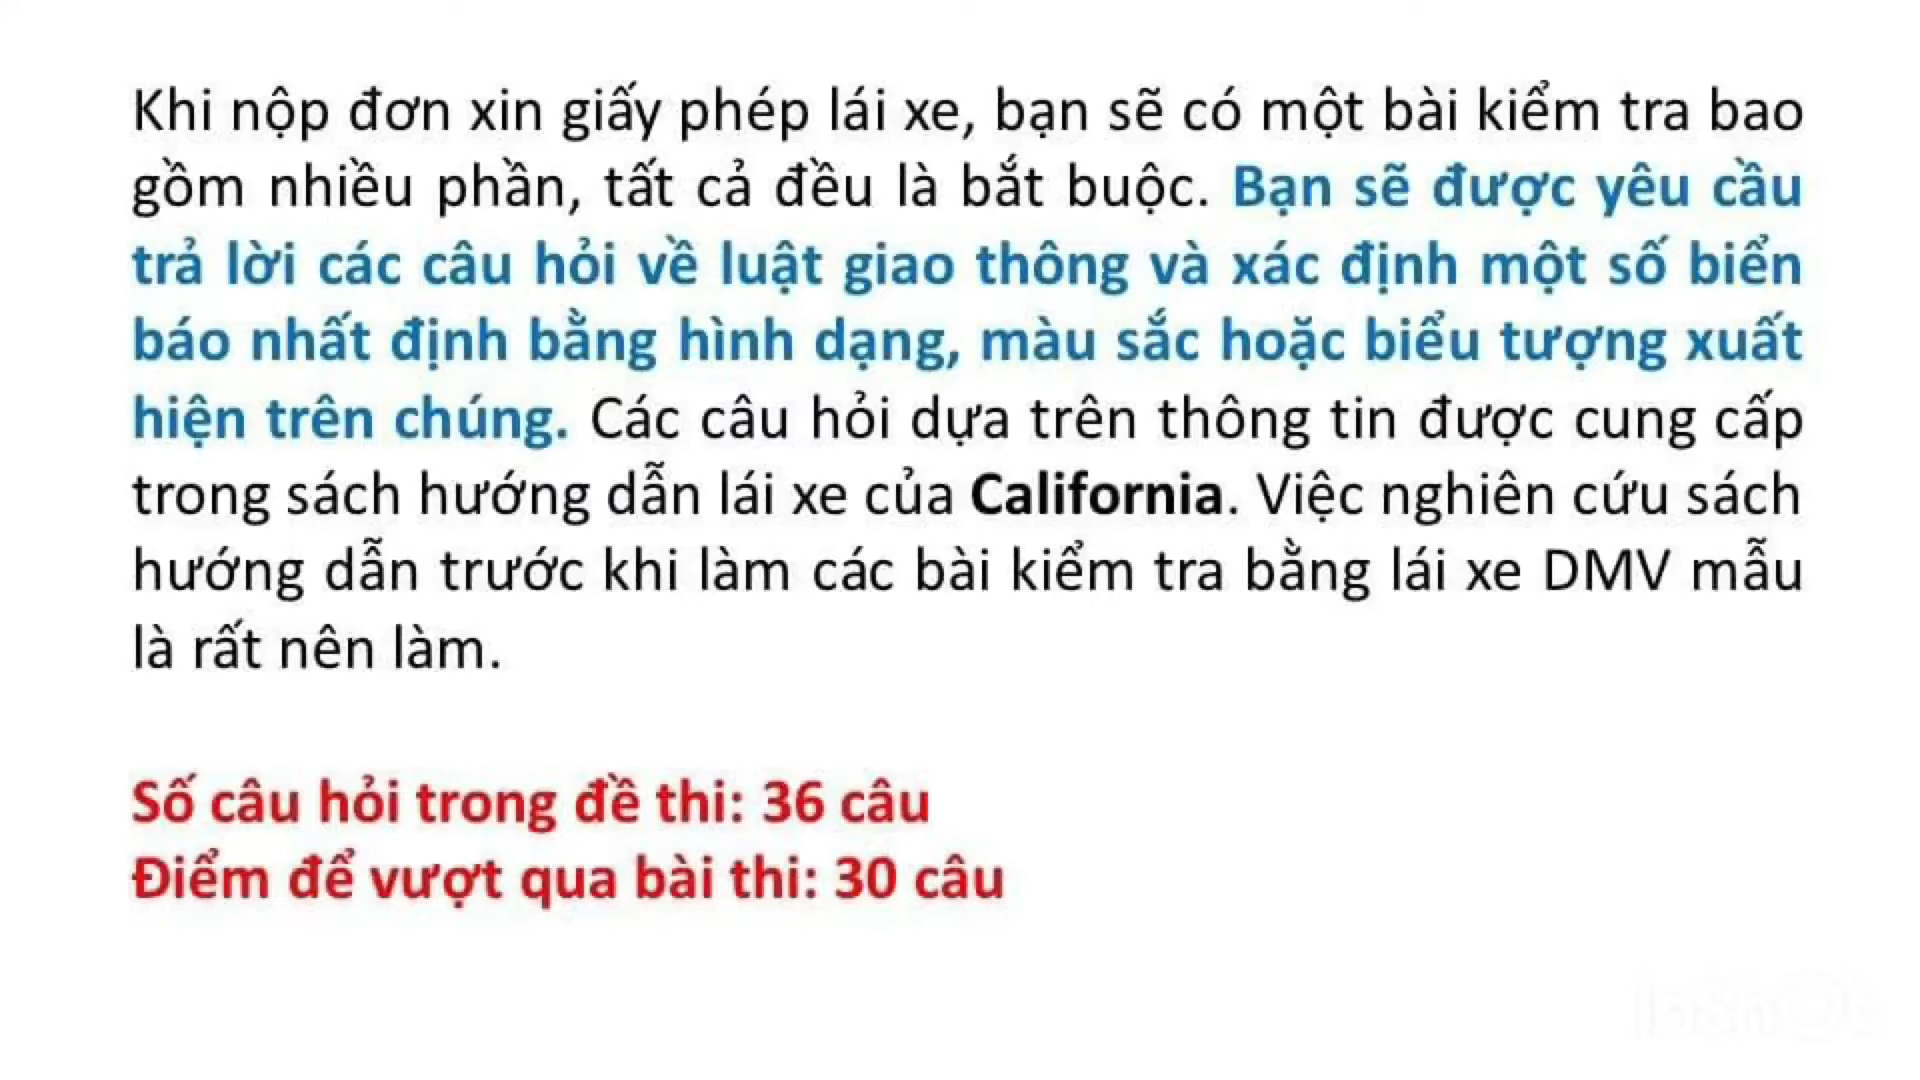 Khi nộp đơn xin giấy phép lái xe, bạn sẽ có một bài kiểm tra bao
gồm nhiều phần, tất cả đều là bắt buộc. Bạn sẽ được yêu cầu
trả lời các câu hỏi về luật giao thông và xác định một số biển
báo nhất định bằng hình dạng, màu sắc hoặc biểu tượng xuất
hiện trên chúng. Các câu hỏi dựa trên thông tin được cung cấp
trong sách hướng dẫn lái xe của California. Việc nghiên cứu sách
hướng dẫn trước khi làm các bài kiểm tra bằng lái xe DMV mẫu
là rất nên làm.
Số câu hỏi trong đề thi: 36 câu
Điểm để vượt qua bài thi: 30 câu